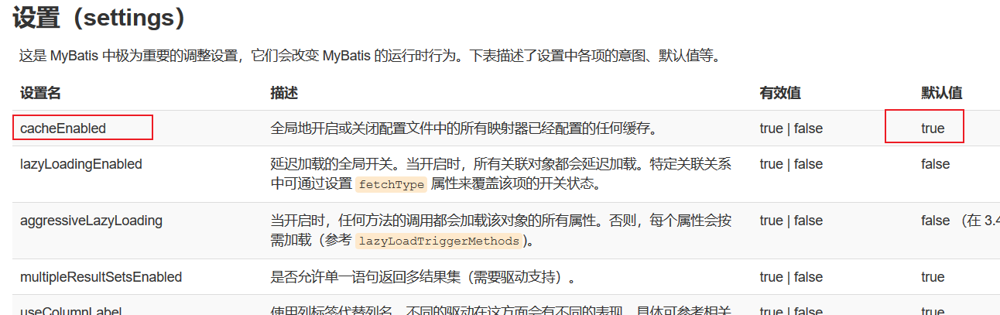 设置（settings）
这是 MyBatis 中极为重要的调整设置，它们会改变 MyBatis 的运行时行为。下表描述了设置中各项的意图、默认值等。
设置名 描述 有效值 默认值
cacheEnabled 全局地开启或关闭配置文件中的所有映射器已经配置的任何缓存。 true | false true
lazyLoadingEnabled 延迟加载的全局开关。当开启时，所有关联对象都会延迟加载。特定关联关系 true | false false
中可通过设置 fetchType 属性来覆盖该项的开关状态。
aggressiveLazyLoading 当开启时，任何方法的调用都会加载该对象的所有属性。否则，每个属性会按 true | false false （在 3.4
需加载（参考 lazyLoadTriggerMethods)。
multipleResultSetsEnabled 是否允许单一语句返回多结果集（需要驱动支持）。 true | false true
useColumnLabel 使用列标签代替列名。不同的驱动在这方面会有不同的表现，具体可参考相关 true | false true